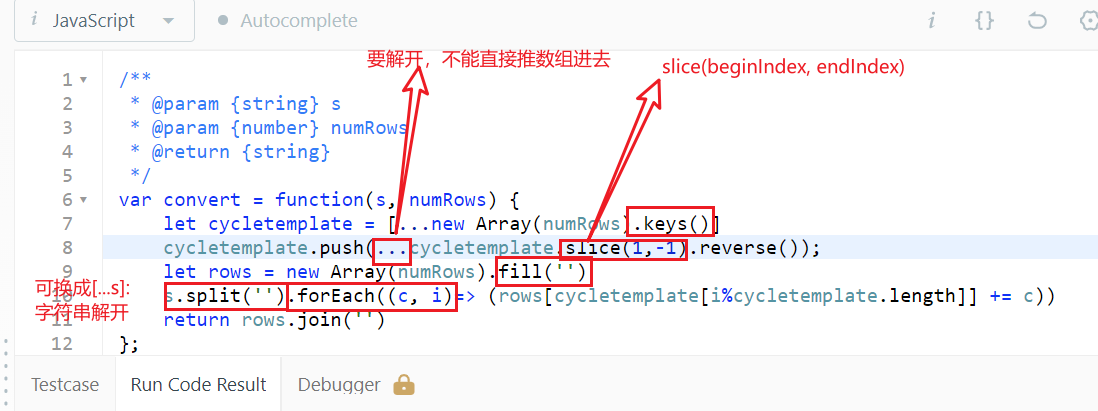 i JavaScript Autocomplete i {}
要解开，不能直接推数组进去
slice(beginIndex, endIndex)
1 /**
2 * @param {string} s
3 * @param {number} numRows
4 * @return {string}
5 */
6 var convert = function(s, numRows) {
7 let cycletemplate = [...new Array(numRows).keys()]
8 cycletemplate.push(...cycletemplate.slice(1,-1).reverse());
9 let rows = new Array(numRows).fill('')
可换成[...s]:
字符串解开
10 s.split('').forEach((c, i)=> (rows[cycletemplate[i%cycletemplate.length]] += c))
11 return rows.join('')
12 };
Testcase Run Code Result Debugger